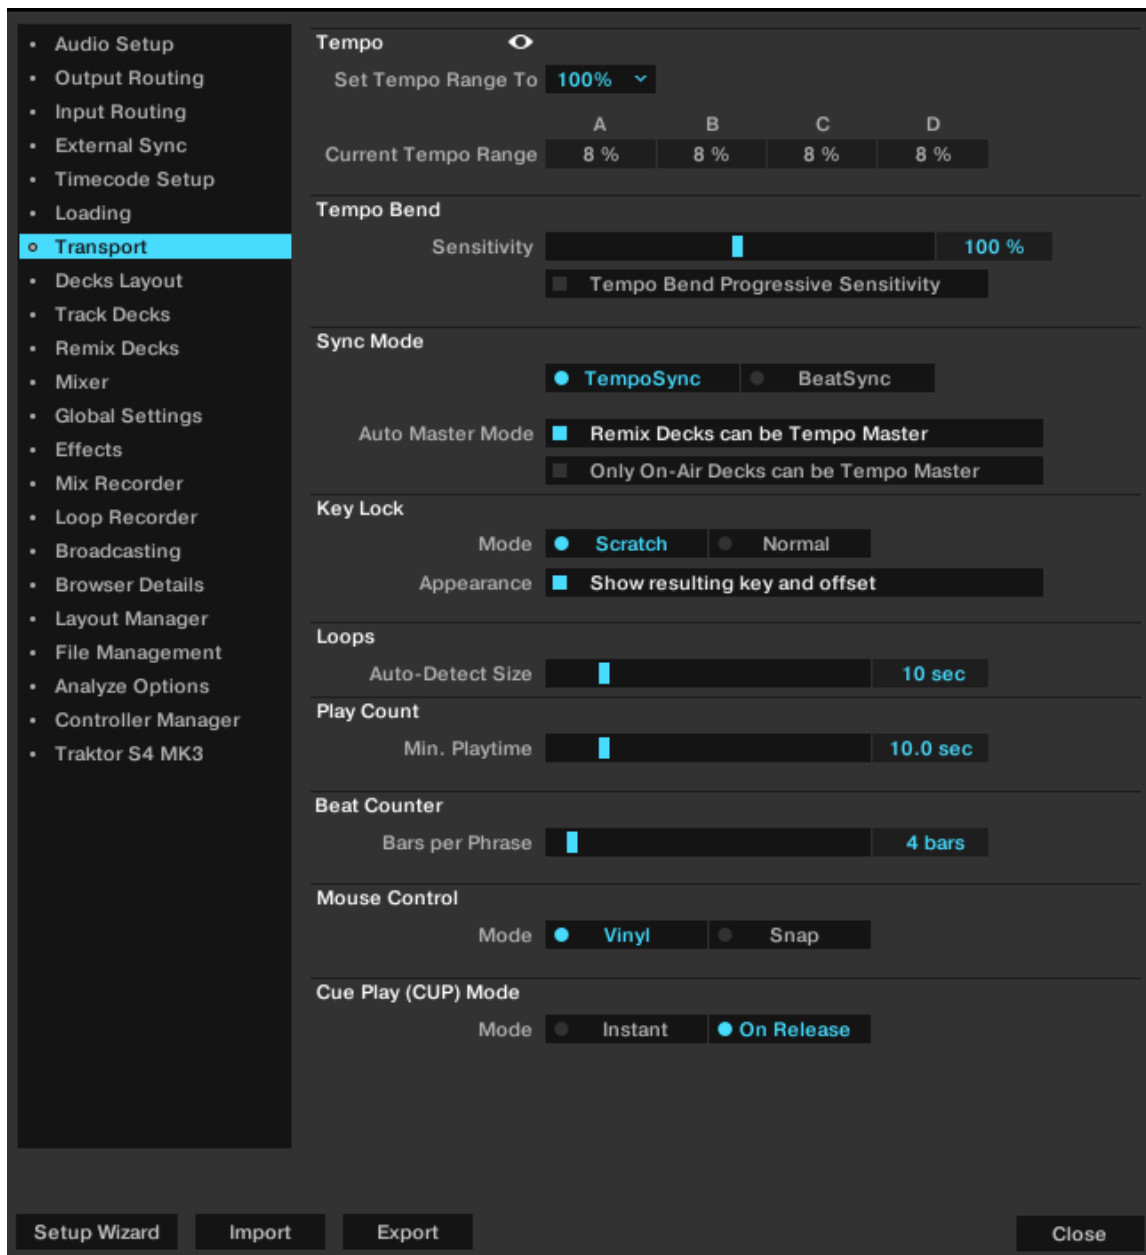 Audio Setup
Output Routing
Input Routing
External Sync
Timecode Setup
Loading
Transport
Decks Layout
Track Decks
Remix Decks
Mixer
Global Settings
Effects
Mix Recorder
Loop Recorder
Broadcasting
Browser Details
Layout Manager
File Management
Analyze Options
Controller Manager
Traktor S4 MK3
Tempo
Set Tempo Range To 100%
A B C D
Current Tempo Range 8 % 8 % 8 % 8 %
Tempo Bend
Sensitivity 100 %
Tempo Bend Progressive Sensitivity
Sync Mode
TempoSync BeatSync
Auto Master Mode Remix Decks can be Tempo Master
Only On-Air Decks can be Tempo Master
Key Lock
Mode Scratch Normal
Appearance Show resulting key and offset
Loops
Auto-Detect Size 10 sec
Play Count
Min. Playtime 10.0 sec
Beat Counter
Bars per Phrase 4 bars
Mouse Control
Mode Vinyl Snap
Cue Play (CUP) Mode
Mode Instant On Release
Setup Wizard Import Export Close